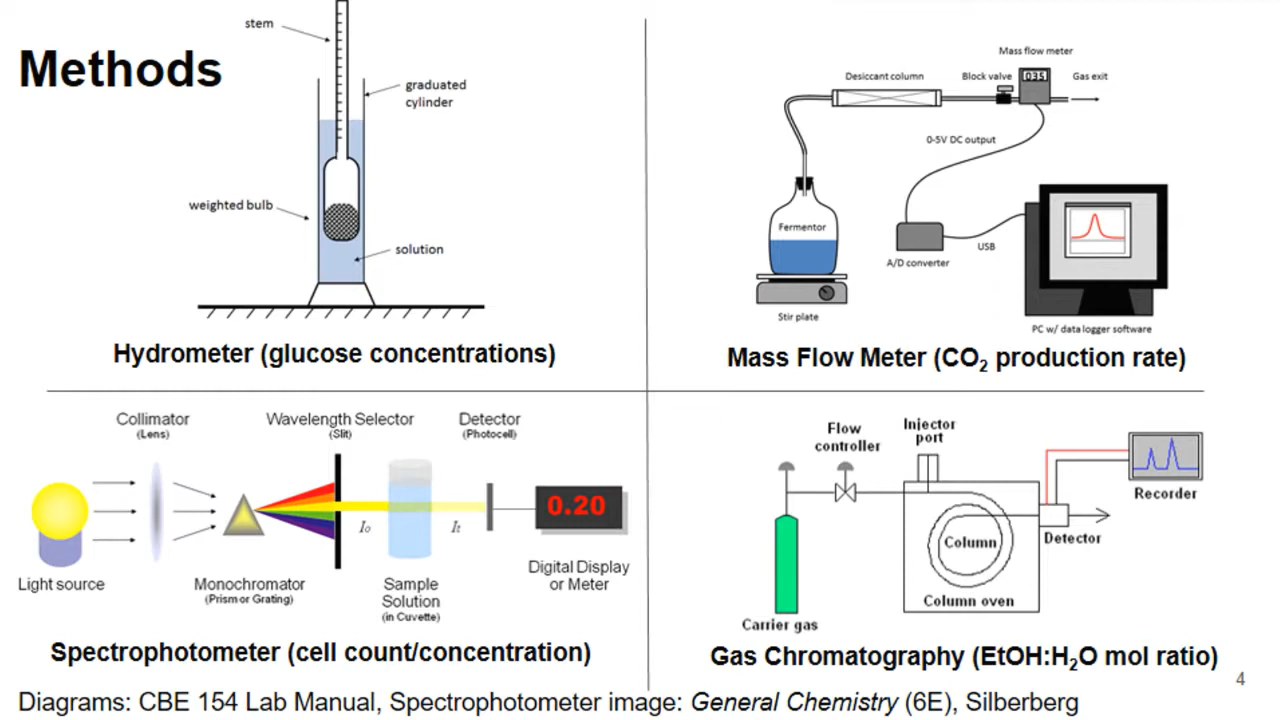 Methods
stem
graduated
cylinder
weighted bulb
solution
Hydrometer (glucose concentrations)
Mass flow meter
Desiccant column
Block valve
035
Gas exit
0-5V DC output
Fermentor
A/D converter
USB
Stir plate
PC w/ data logger software
Mass Flow Meter (CO₂ production rate)
Collimator
(Lens)
Wavelength Selector
(Slit)
Detector
(Photocell)
Io
It
0.20
Light source
Monochromator
(Prism or Grating)
Sample
Solution
(in Cuvette)
Digital Display
or Meter
Spectrophotometer (cell count/concentration)
Flow
controller
Injector
port
Recorder
Column
Detector
Column oven
Carrier gas
Gas Chromatography (EtOH:H₂O mol ratio)
4
Diagrams: CBE 154 Lab Manual, Spectrophotometer image: General Chemistry (6E), Silberberg